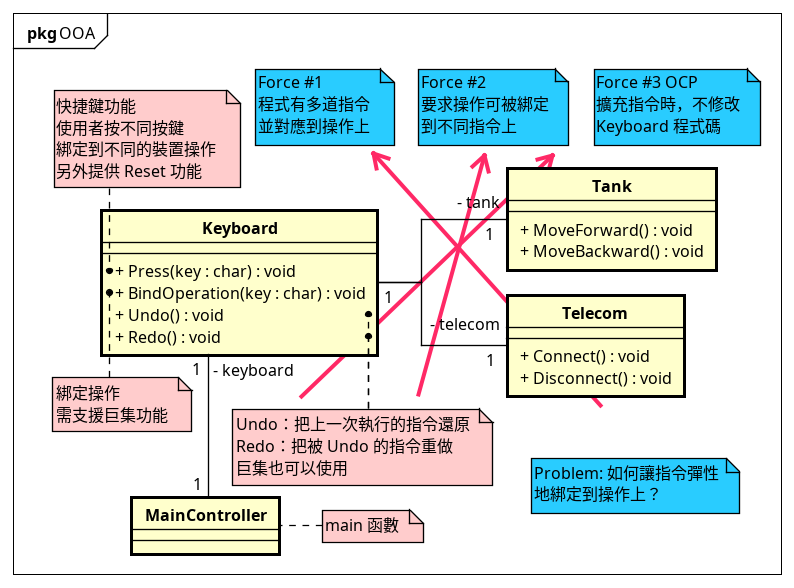 pkg OOA
快捷鍵功能
使用者按不同按鍵
綁定到不同的裝置操作
另外提供 Reset 功能
Force #1
程式有多道指令
並對應到操作上
Force #2
要求操作可被綁定
到不同指令上
Force #3 OCP
擴充指令時，不修改
Keyboard 程式碼
Keyboard
+ Press(key : char) : void
+ BindOperation(key : char) : void
+ Undo() : void
+ Redo() : void
- tank
1
1
- telecom
1
Tank
+ MoveForward() : void
+ MoveBackward() : void
Telecom
+ Connect() : void
+ Disconnect() : void
1
- keyboard
1
綁定操作
需支援巨集功能
Undo：把上一次執行的指令還原
Redo：把被 Undo 的指令重做
巨集也可以使用
Problem: 如何讓指令彈性
地綁定到操作上？
MainController
main 函數